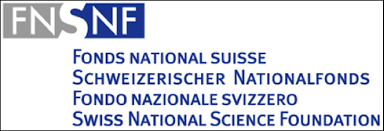 FNSNF
FONDS NATIONAL SUISSE
SCHWEIZERISCHER NATIONALFONDS
FONDO NAZIONALE SVIZZERO
SWISS NATIONAL SCIENCE FOUNDATION